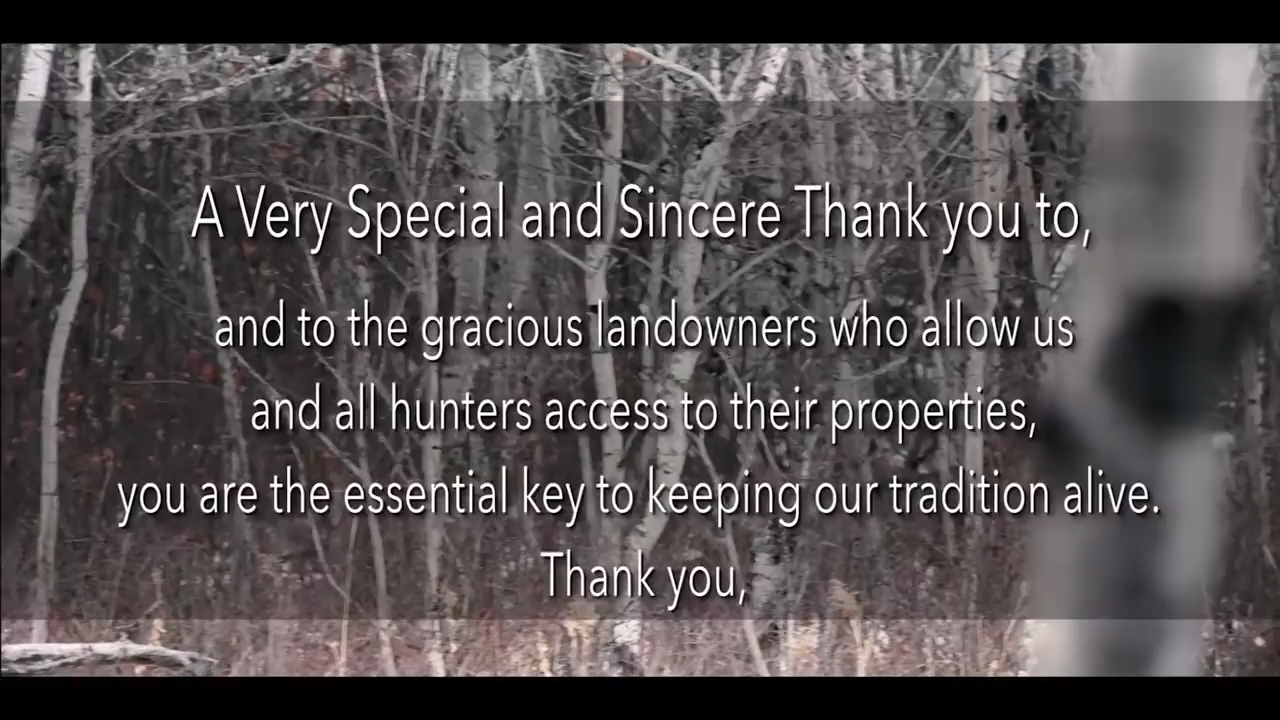 A Very Special and Sincere Thank you to,
and to the gracious landowners who allow us
and all hunters access to their properties,
you are the essential key to keeping our tradition alive.
Thank you,